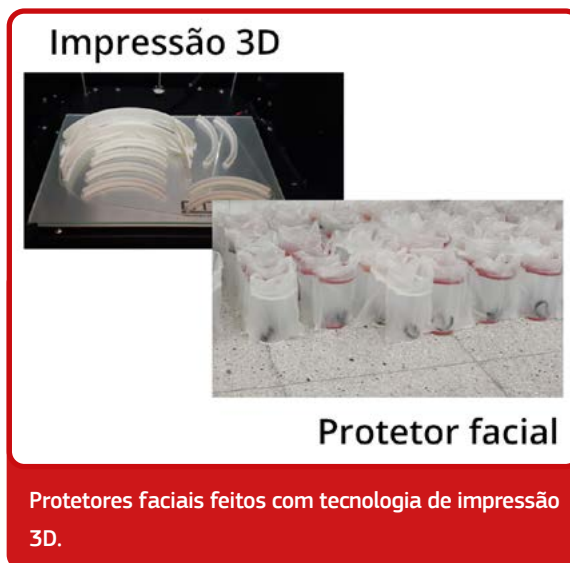 Impressão 3D
Protetor facial
Protetores faciais feitos com tecnologia de impressão
3D.